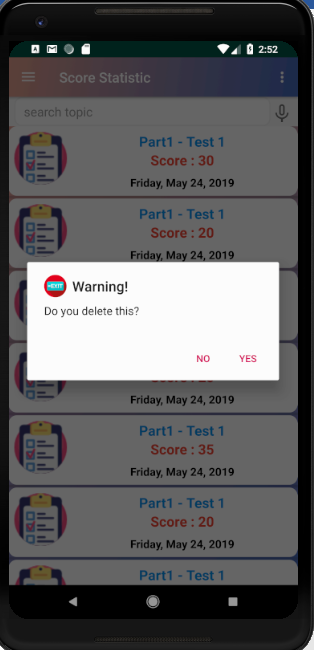 2:52
Score Statistic
search topic
Part1 - Test 1
Score : 30
Friday, May 24, 2019
Part1 - Test 1
Score : 20
Friday, May 24, 2019
EXIT
Warning!
Do you delete this?
NO
YES
Friday, May 24, 2019
Part1 - Test 1
Score : 35
Friday, May 24, 2019
Part1 - Test 1
Score : 20
Friday, May 24, 2019
Part1 - Test 1